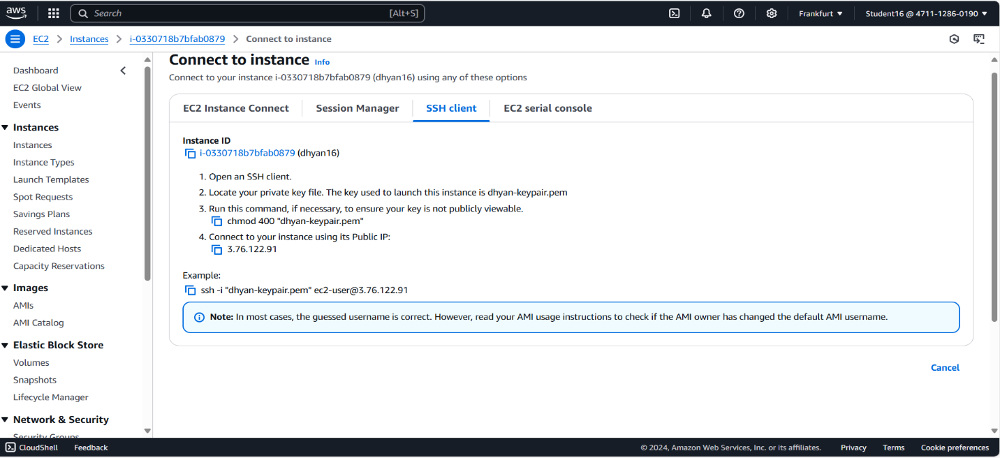 aws Search [Alt+S] Frankfurt Student16 @ 4711-1286-0190
EC2 Instances i-0330718b7bfab0879 Connect to instance
Dashboard
EC2 Global View
Events
Instances
Instances
Instance Types
Launch Templates
Spot Requests
Savings Plans
Reserved Instances
Dedicated Hosts
Capacity Reservations
Images
AMIs
AMI Catalog
Elastic Block Store
Volumes
Snapshots
Lifecycle Manager
Network & Security
Security Groups
Connect to instance Info
Connect to your instance i-0330718b7bfab0879 (dhyan16) using any of these options
EC2 Instance Connect Session Manager SSH client EC2 serial console
Instance ID
i-0330718b7bfab0879 (dhyan16)
1. Open an SSH client.
2. Locate your private key file. The key used to launch this instance is dhyan-keypair.pem
3. Run this command, if necessary, to ensure your key is not publicly viewable.
chmod 400 "dhyan-keypair.pem"
4. Connect to your instance using its Public IP:
3.76.122.91
Example:
ssh -i "dhyan-keypair.pem" ec2-user@3.76.122.91
Note: In most cases, the guessed username is correct. However, read your AMI usage instructions to check if the AMI owner has changed the default AMI username.
Cancel
CloudShell Feedback © 2024, Amazon Web Services, Inc. or its affiliates. Privacy Terms Cookie preferences